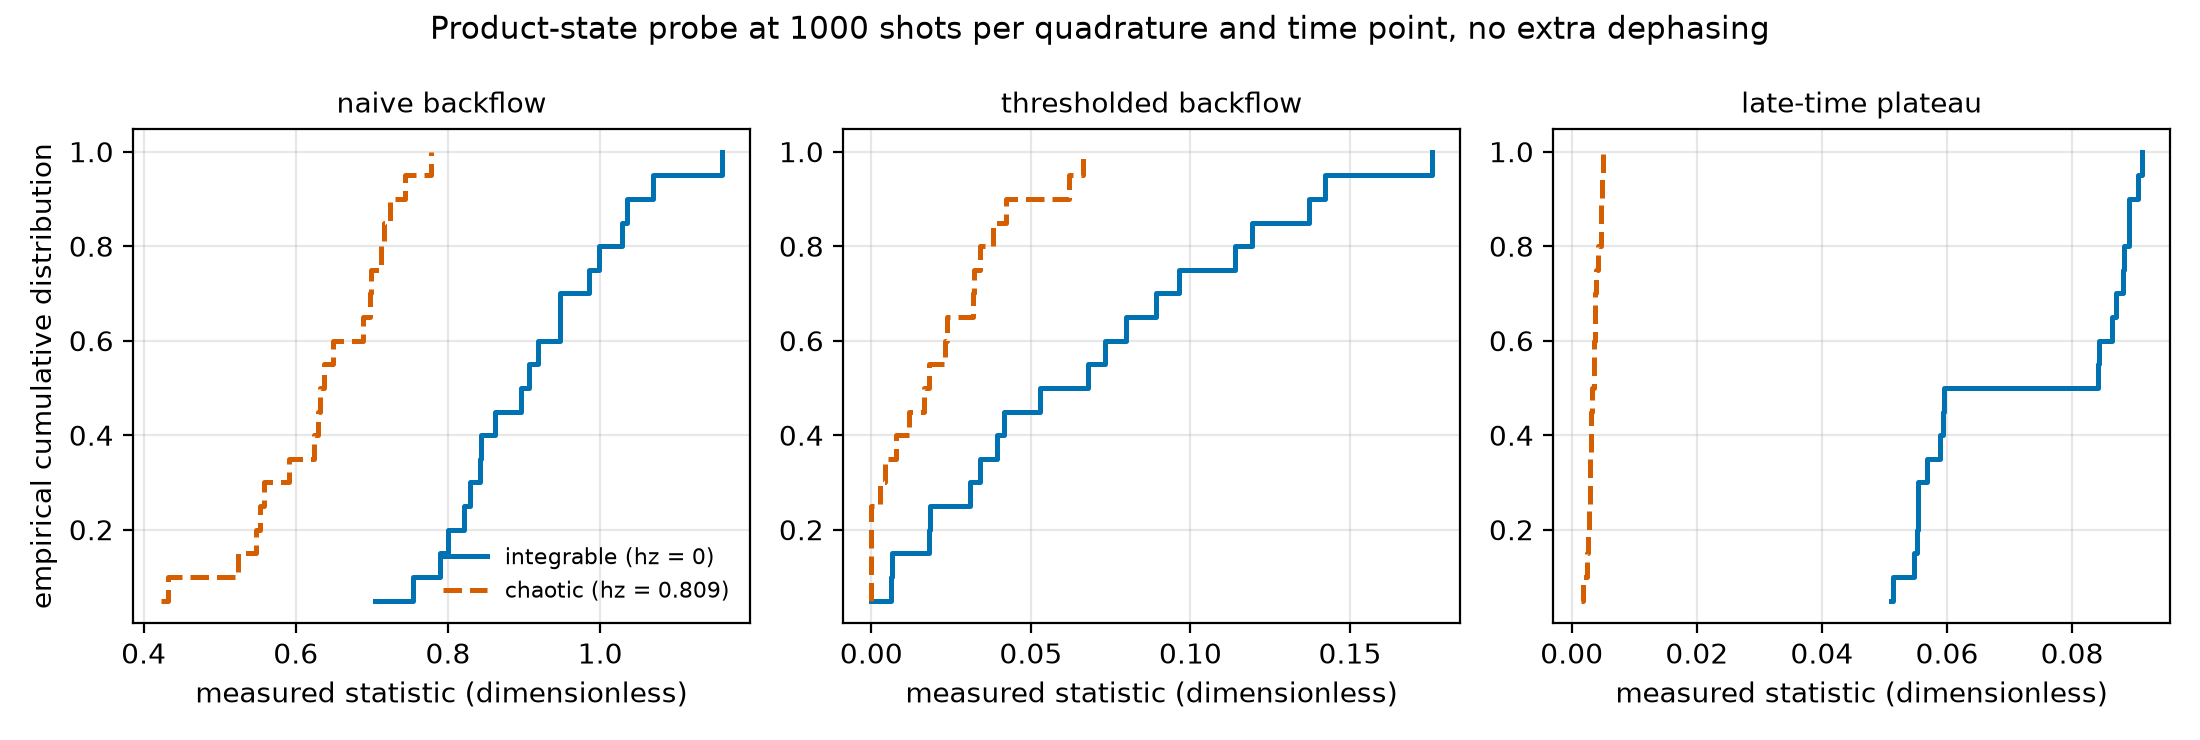 Product-state probe at 1000 shots per quadrature and time point, no extra dephasing
naive backflow
empirical cumulative distribution
1.0
0.8
0.6
0.4
0.2
integrable (hz = 0)
chaotic (hz = 0.809)
0.4 0.6 0.8 1.0
measured statistic (dimensionless)
thresholded backflow
1.0
0.8
0.6
0.4
0.2
0.00 0.05 0.10 0.15
measured statistic (dimensionless)
late-time plateau
1.0
0.8
0.6
0.4
0.2
0.00 0.02 0.04 0.06 0.08
measured statistic (dimensionless)